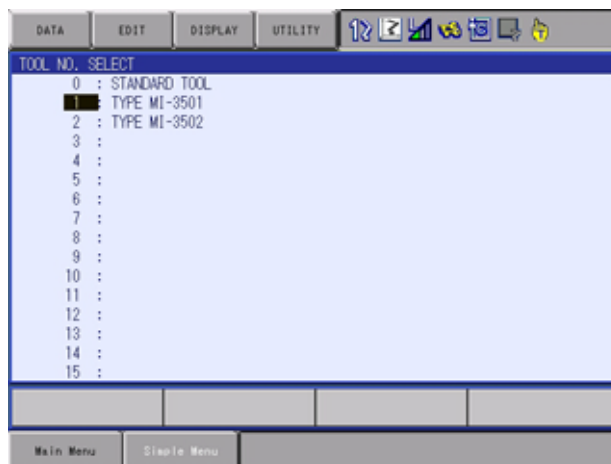 DATA EDIT DISPLAY UTILITY
TOOL NO. SELECT
0 : STANDARD TOOL
1 : TYPE MI-3501
2 : TYPE MI-3502
3 :
4 :
5 :
6 :
7 :
8 :
9 :
10 :
11 :
12 :
13 :
14 :
15 :
Main Menu Simple Menu